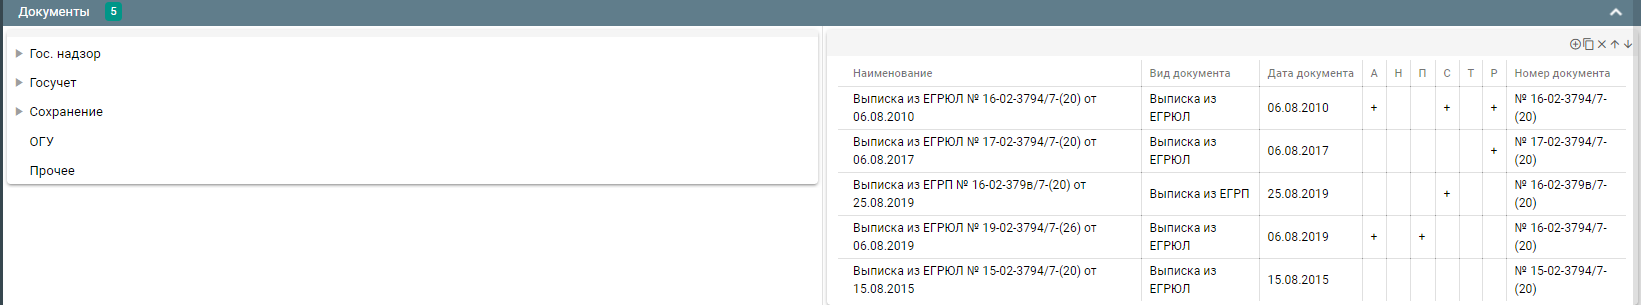 Документы 5
Гос. надзор
Госучет
Сохранение
ОГУ
Прочее
Наименование Вид документа Дата документа А Н П С Т Р Номер документа
Выписка из ЕГРЮЛ № 16-02-3794/7-(20) от Выписка из № 16-02-3794/7-
06.08.2010 ЕГРЮЛ 06.08.2010 + + + (20)
Выписка из ЕГРЮЛ № 17-02-3794/7-(20) от Выписка из № 17-02-3794/7-
06.08.2017 ЕГРЮЛ 06.08.2017 + (20)
Выписка из ЕГРП № 16-02-379в/7-(20) от № 16-02-379в/7-
25.08.2019 Выписка из ЕГРП 25.08.2019 + (20)
Выписка из ЕГРЮЛ № 19-02-3794/7-(26) от Выписка из № 16-02-3794/7-
06.08.2019 ЕГРЮЛ 06.08.2019 + + (20)
Выписка из ЕГРЮЛ № 15-02-3794/7-(20) от Выписка из № 15-02-3794/7-
15.08.2015 ЕГРЮЛ 15.08.2015 (20)